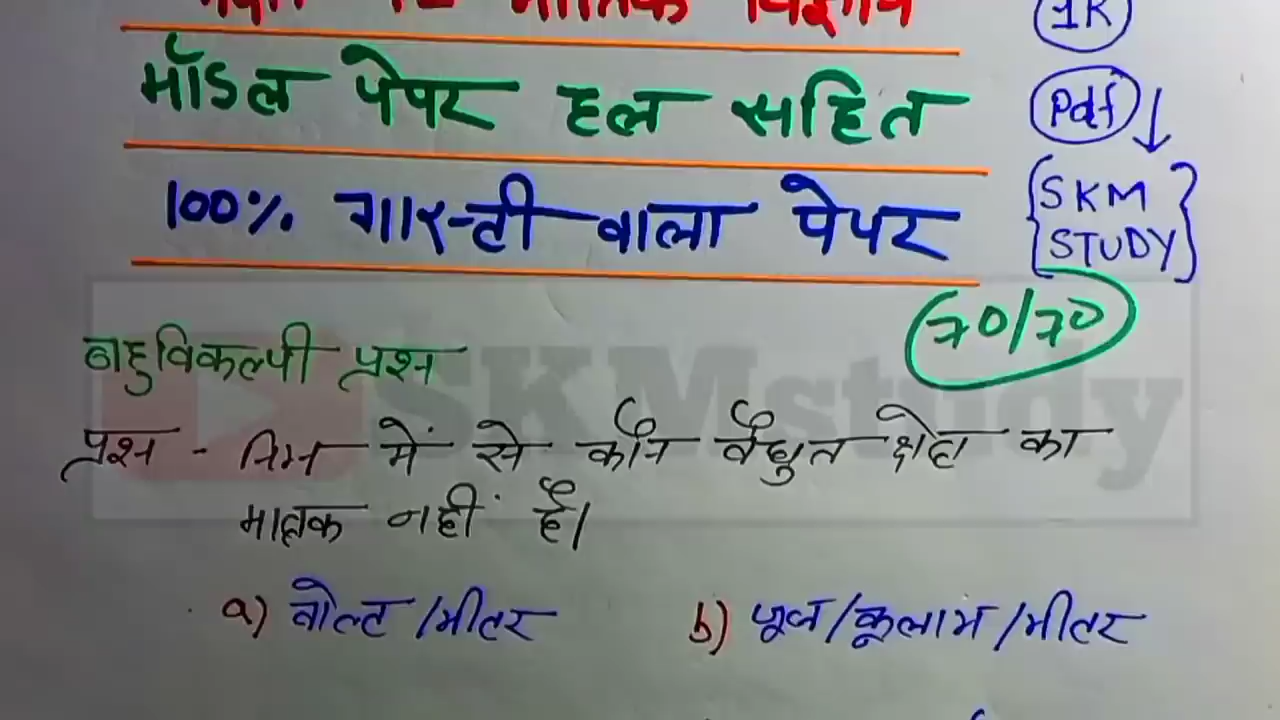 मॉडल पेपर हल सहित
100% गारन्टी वाला पेपर
1K
Pdf
SKM
STUDY
70/70
SKMstudy
बहुविकल्पी प्रश्न
प्रश्न - निम्न में से कौन वैधुत क्षेत्र का
मात्रक नहीं है।
a) वोल्ट /मीटर
b) जूल/कूलाम /मीटर